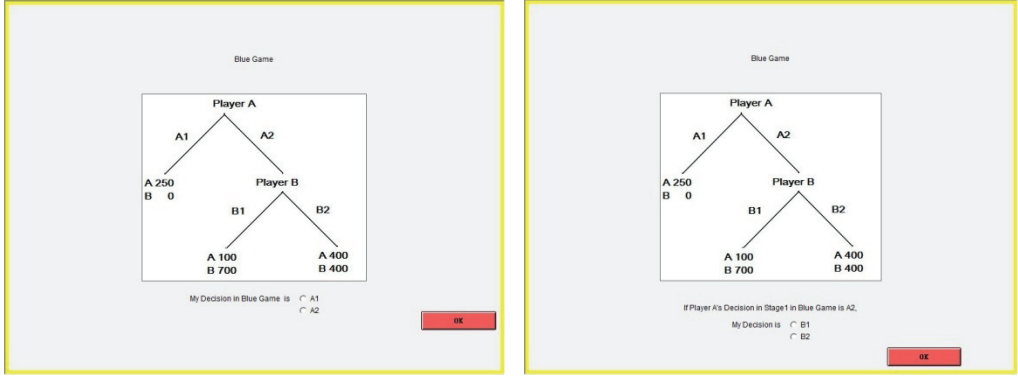 Blue Game
Player A
A1 A2
A 250 Player B
B 0
B1 B2
A 100 A 400
B 700 B 400
My Decision in Blue Game is A1
A2
OK
Blue Game
Player A
A1 A2
A 250 Player B
B 0
B1 B2
A 100 A 400
B 700 B 400
If Player A's Decision in Stage1 in Blue Game is A2,
My Decision is B1
B2
OK